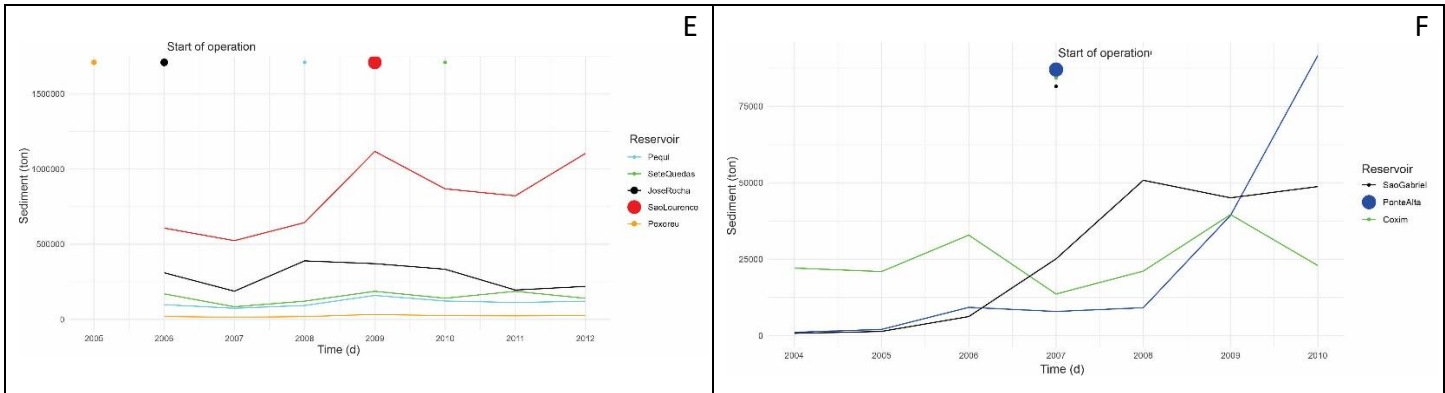 E
Start of operation
1500000
1000000
500000
0
Sediment (ton)
2005 2006 2007 2008 2009 2010 2011 2012
Time (d)
Reservoir
Pequi
SeteQuedas
JoseRocha
SaoLourenco
Poxoreu
F
Start of operation
75000
50000
25000
0
Sediment (ton)
2004 2005 2006 2007 2008 2009 2010
Time (d)
Reservoir
SaoGabriel
PonteAlta
Coxim